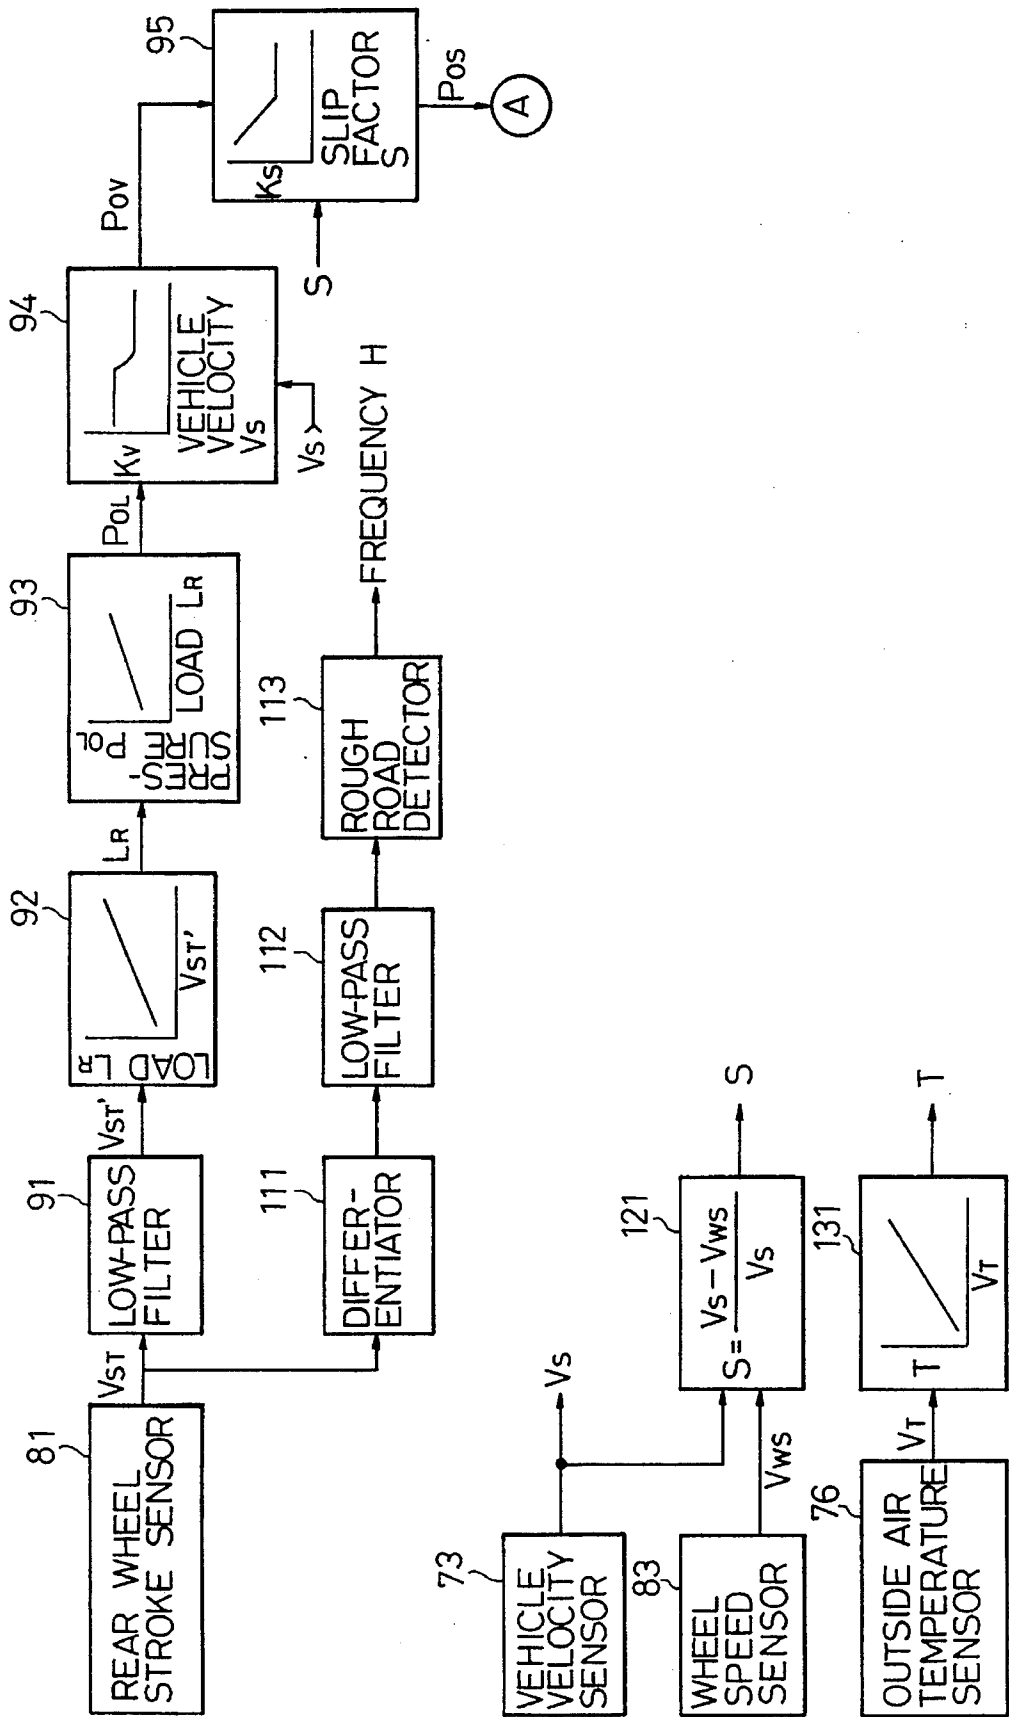 81
REAR WHEEL
STROKE SENSOR
VST
91
LOW-PASS
FILTER
VST'
92
LOAD LR
VST'
LR
93
PRES-
SURE POL
LOAD LR
POL
94
KV
VEHICLE
VELOCITY
VS
VS
POV
95
KS
SLIP
FACTOR
S
S
POS
A
111
DIFFER-
ENTIATOR
112
LOW-PASS
FILTER
113
ROUGH
ROAD
DETECTOR
FREQUENCY H
73
VEHICLE
VELOCITY
SENSOR
VS
83
WHEEL
SPEED
SENSOR
VWS
121
S = VS - VWS
VS
S
76
OUTSIDE AIR
TEMPERATURE
SENSOR
VT
131
T
VT
T